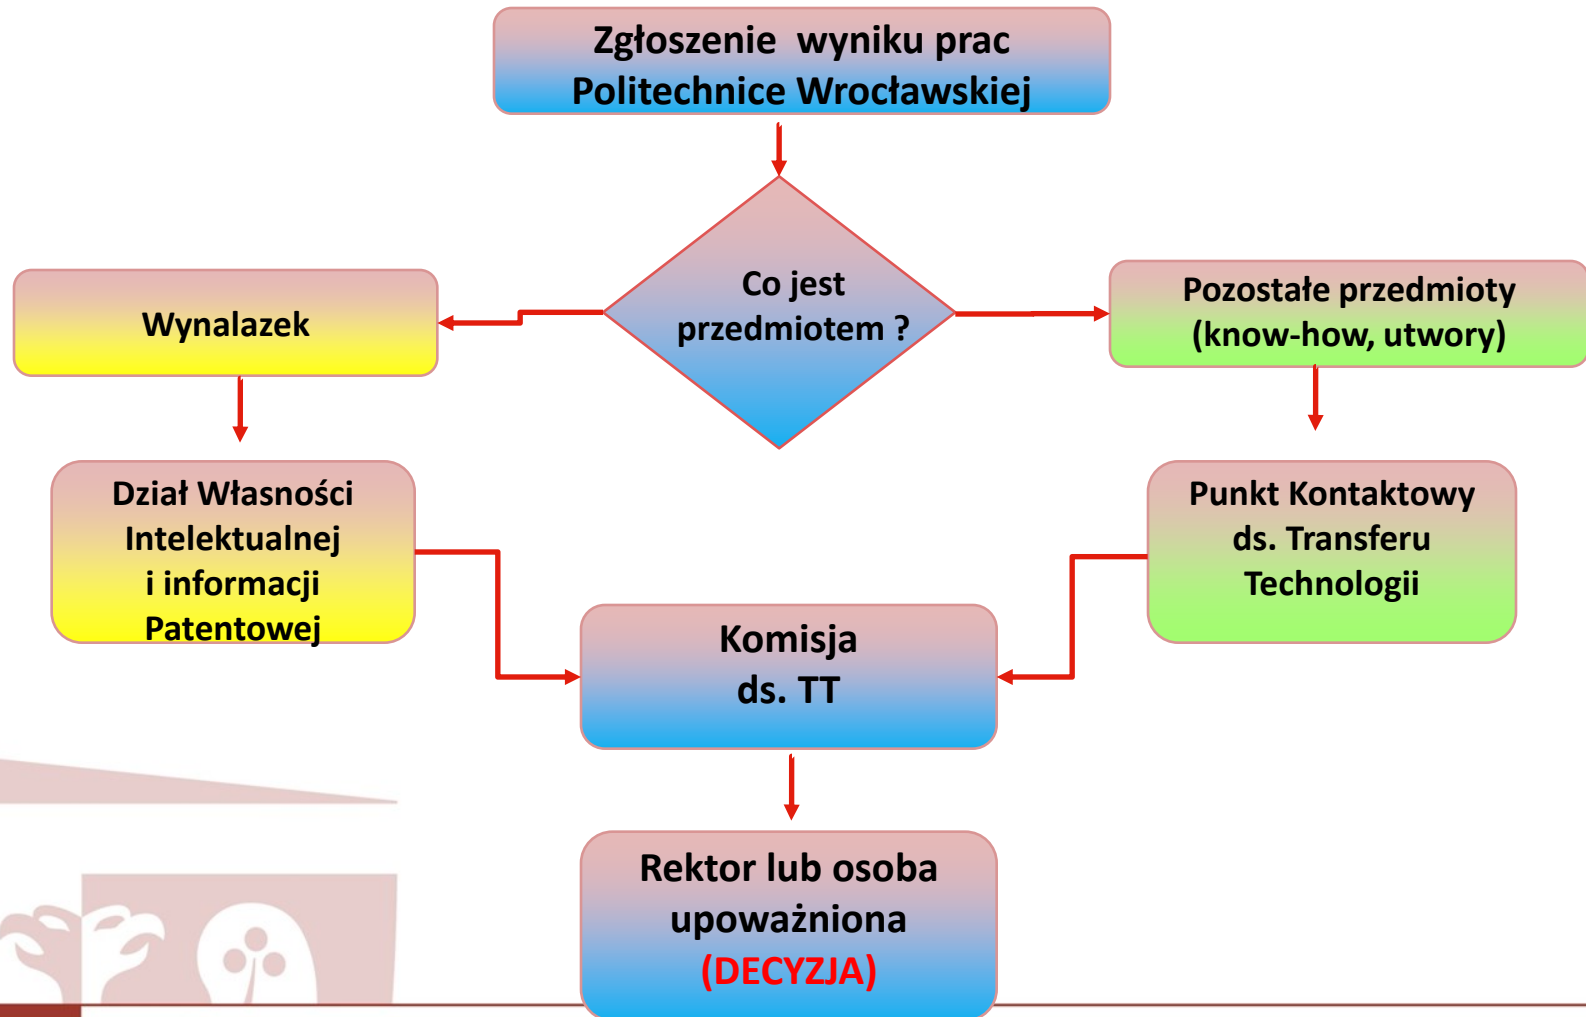 Zgłoszenie wyniku prac
Politechnice Wrocławskiej
Co jest
przedmiotem ?
Wynalazek
Pozostałe przedmioty
(know-how, utwory)
Dział Własności
Intelektualnej
i informacji
Patentowej
Punkt Kontaktowy
ds. Transferu
Technologii
Komisja
ds. TT
Rektor lub osoba
upoważniona
(DECYZJA)